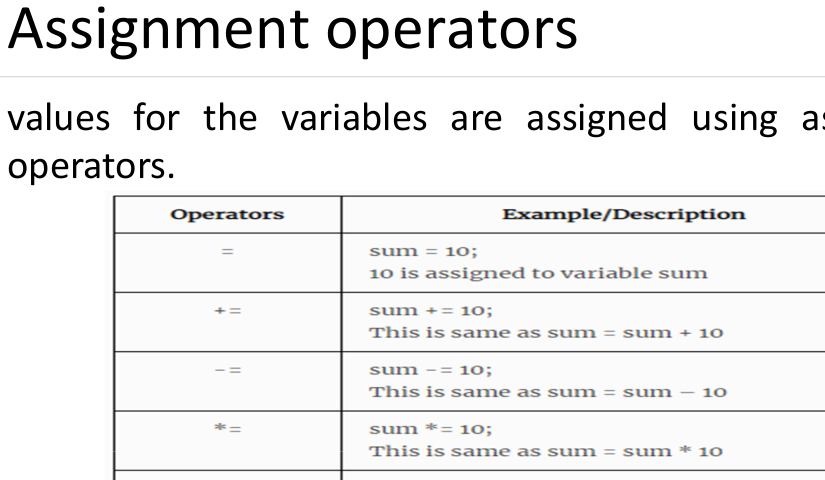 Assignment operators
values for the variables are assigned using
operators.
Operators Example/Description
= sum = 10;
10 is assigned to variable sum
+= sum += 10;
This is same as sum = sum + 10
-= sum -= 10;
This is same as sum = sum – 10
*= sum *= 10;
This is same as sum = sum * 10